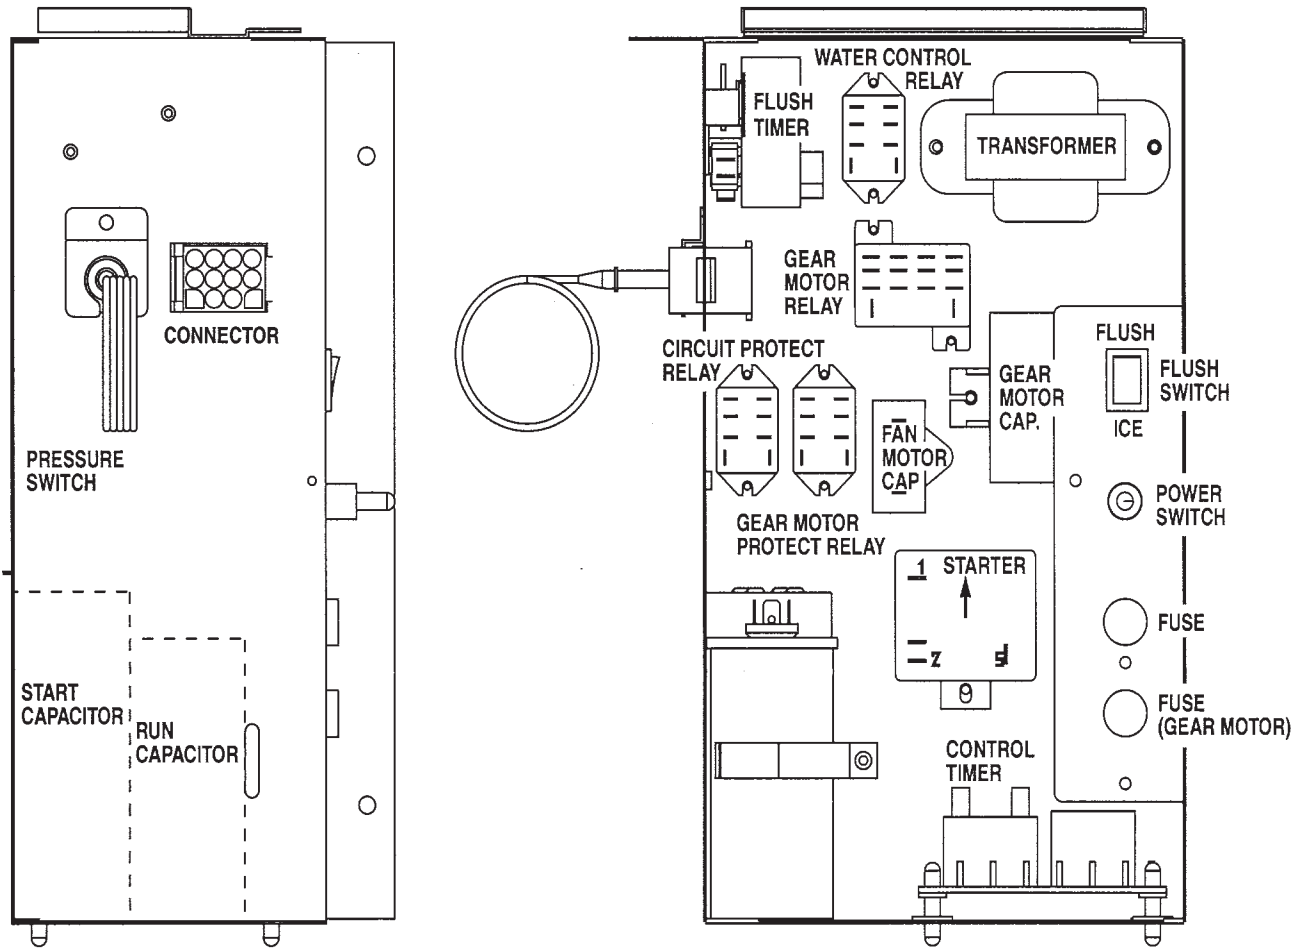 CONNECTOR
PRESSURE
SWITCH
START
CAPACITOR
RUN
CAPACITOR
WATER CONTROL
RELAY
FLUSH
TIMER
TRANSFORMER
GEAR
MOTOR
RELAY
CIRCUIT PROTECT
RELAY
GEAR
MOTOR
CAP.
FLUSH
FLUSH
SWITCH
ICE
FAN
MOTOR
CAP
POWER
SWITCH
GEAR MOTOR
PROTECT RELAY
1 STARTER
2 5
FUSE
FUSE
(GEAR MOTOR)
CONTROL
TIMER